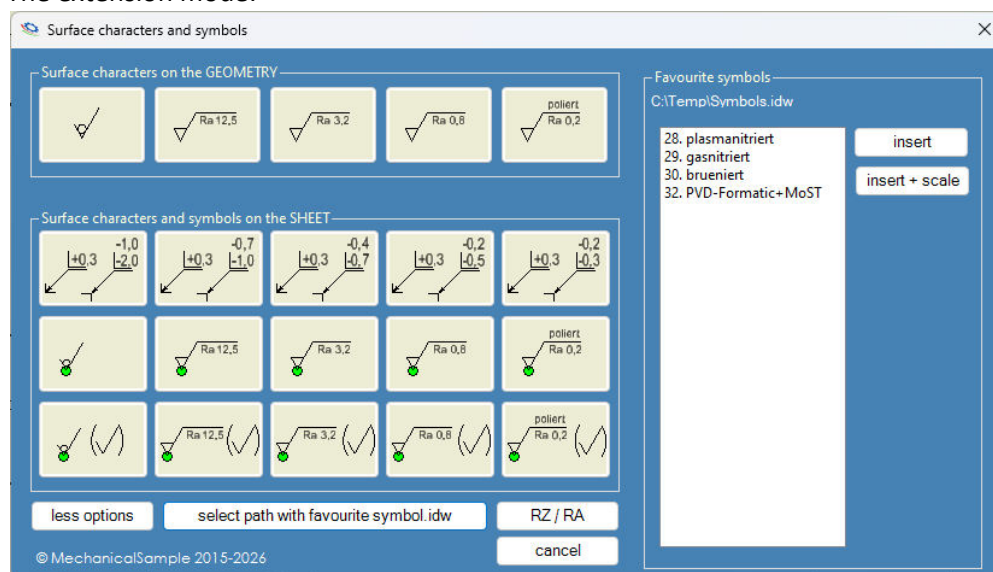 The extension mode:
Surface characters and symbols
Surface characters on the GEOMETRY
Ra 12,5
Ra 3,2
Ra 0,8
poliert
Ra 0,2
Surface characters and symbols on the SHEET
+0,3 -1,0 -2,0
+0,3 -0,7 -1,0
+0,3 -0,4 -0,7
+0,3 -0,2 -0,5
+0,3 -0,2 -0,3
Ra 12,5
Ra 3,2
Ra 0,8
poliert
Ra 0,2
Ra 12,5
Ra 3,2
Ra 0,8
poliert
Ra 0,2
less options
select path with favourite symbol.idw
RZ / RA
cancel
© MechanicalSample 2015-2026
Favourite symbols
C:\Temp\Symbols.idw
28. plasmanitriert
29. gasnitriert
30. brueniert
32. PVD-Formatic+MoST
insert
insert + scale